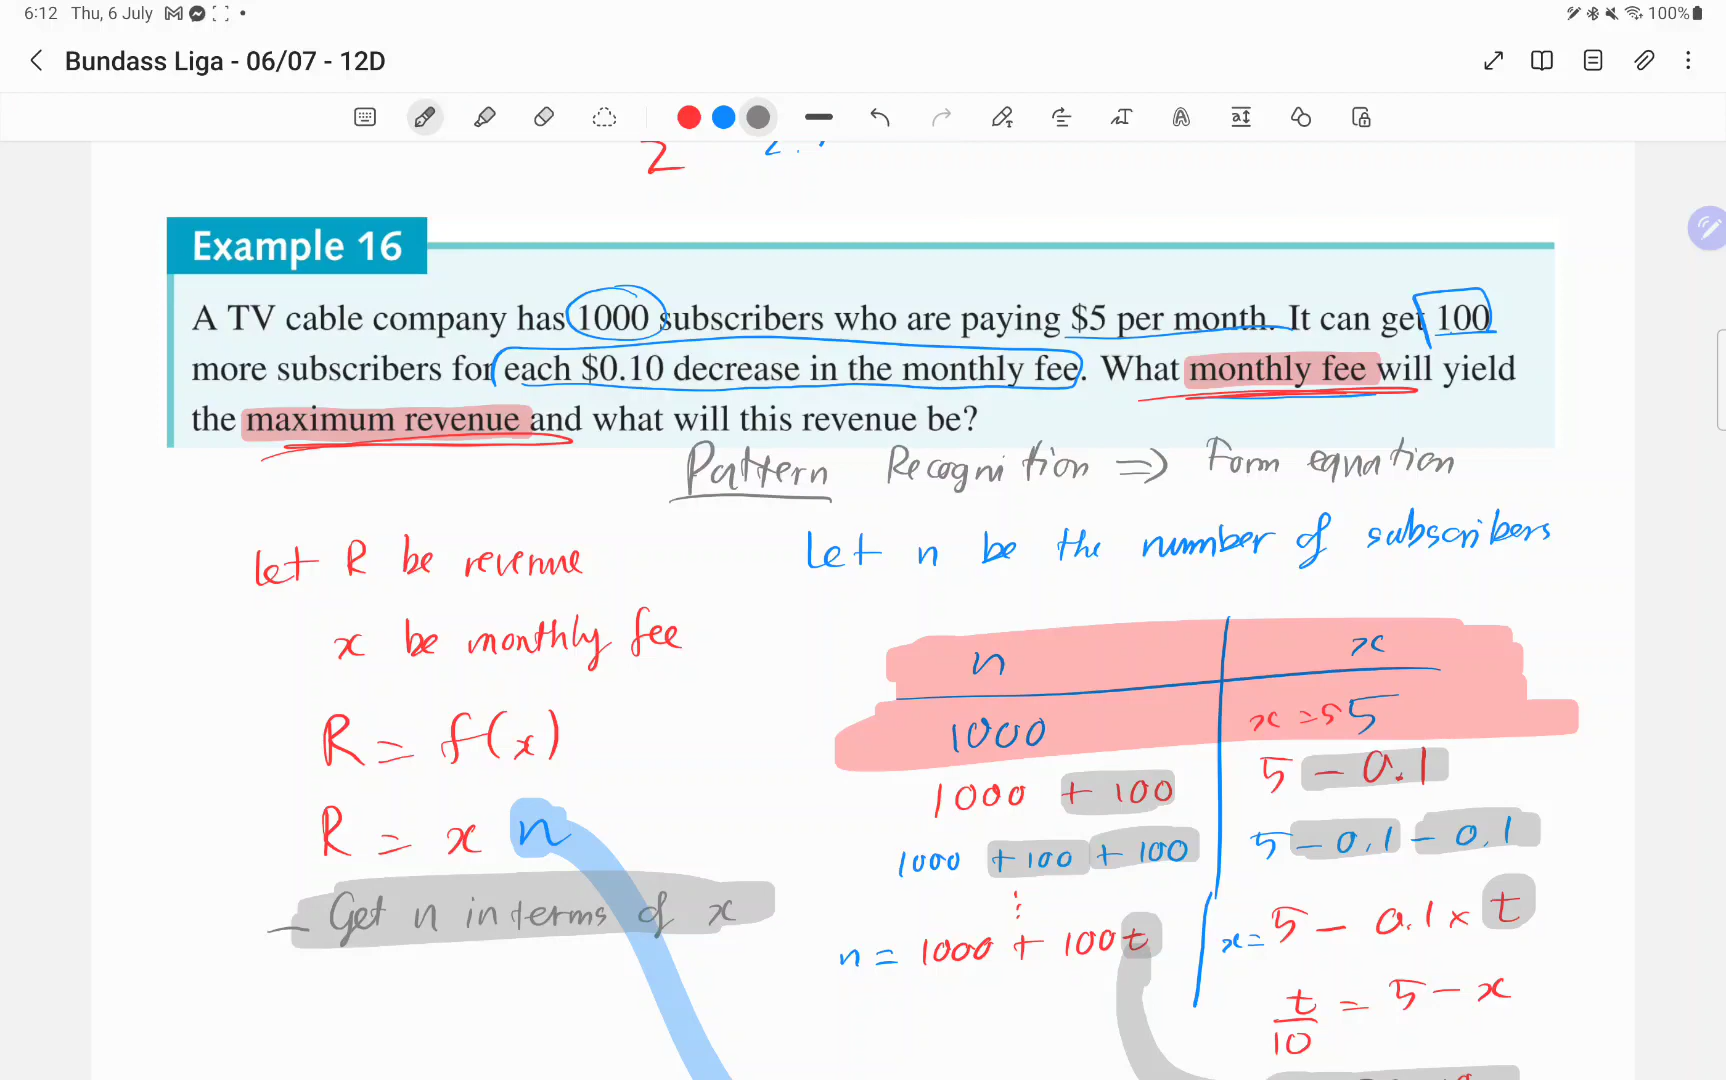 6:12 Thu, 6 July 100%
Bundass Liga - 06/07 - 12D
2
Example 16
A TV cable company has 1000 subscribers who are paying $5 per month. It can get 100
more subscribers for each $0.10 decrease in the monthly fee. What monthly fee will yield
the maximum revenue and what will this revenue be?
Pattern Recognition ⇒ Form equation
Let n be the number of subscribers
let R be revenue
x be monthly fee
n x
1000 x = 5 5
R = f(x)
1000 + 100 5 - 0.1
R = x n
1000 + 100 + 100 5 - 0.1 - 0.1
Get n in terms of x
⋮
n = 1000 + 100t x = 5 - 0.1 × t
t/10 = 5 - x